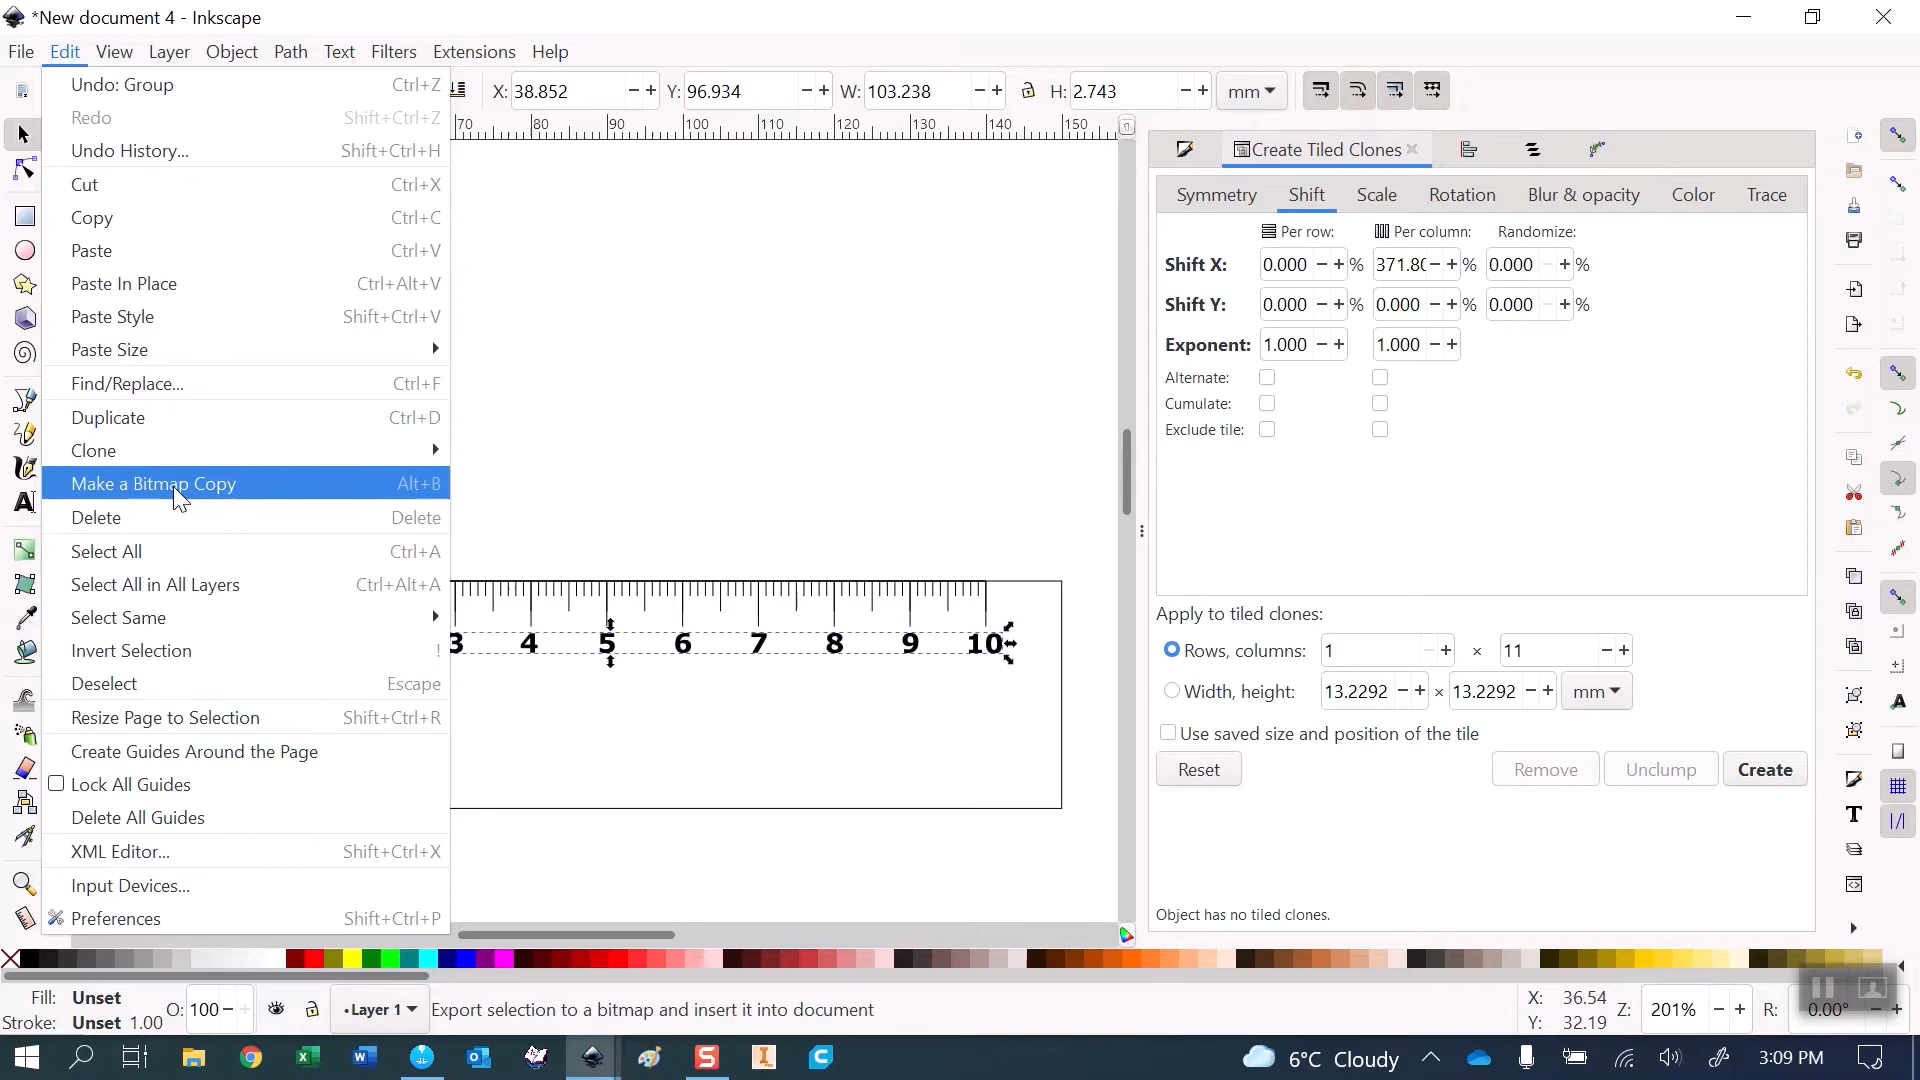 *New document 4 - Inkscape
File Edit View Layer Object Path Text Filters Extensions Help
X: 38.852 Y: 96.934 W: 103.238 H: 2.743 mm
Undo: Group Ctrl+Z
Redo Shift+Ctrl+Z
Undo History... Shift+Ctrl+H
Cut Ctrl+X
Copy Ctrl+C
Paste Ctrl+V
Paste In Place Ctrl+Alt+V
Paste Style Shift+Ctrl+V
Paste Size
Find/Replace... Ctrl+F
Duplicate Ctrl+D
Clone
Make a Bitmap Copy Alt+B
Delete Delete
Select All Ctrl+A
Select All in All Layers Ctrl+Alt+A
Select Same
Invert Selection !
Deselect Escape
Resize Page to Selection Shift+Ctrl+R
Create Guides Around the Page
Lock All Guides
Delete All Guides
XML Editor... Shift+Ctrl+X
Input Devices...
Preferences Shift+Ctrl+P
70 80 90 100 110 120 130 140 150
3 4 5 6 7 8 9 10
Create Tiled Clones
Symmetry Shift Scale Rotation Blur & opacity Color Trace
Per row: Per column: Randomize:
Shift X: 0.000 % 371.80 % 0.000 %
Shift Y: 0.000 % 0.000 % 0.000 %
Exponent: 1.000 1.000
Alternate:
Cumulate:
Exclude tile:
Apply to tiled clones:
Rows, columns: 1 × 11
Width, height: 13.2292 × 13.2292 mm
Use saved size and position of the tile
Reset Remove Unclump Create
Object has no tiled clones.
Fill: Unset
Stroke: Unset 1.00
O: 100
•Layer 1
Export selection to a bitmap and insert it into document
X: 36.54
Y: 32.19
Z: 201%
R: 0.00°
6°C Cloudy
3:09 PM